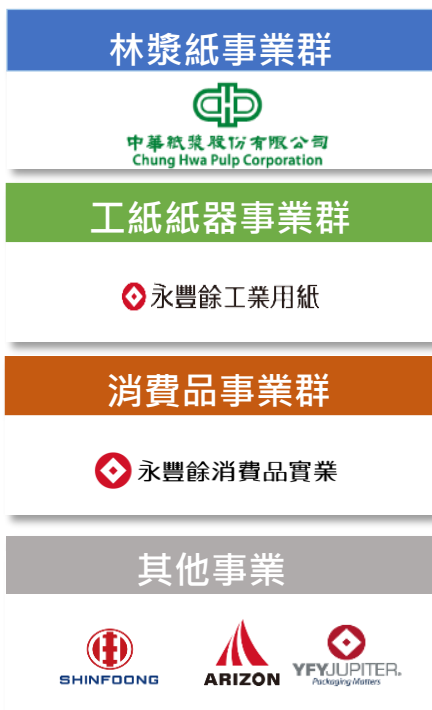 林漿紙事業群
中華紙漿股份有限公司
Chung Hwa Pulp Corporation
工紙紙器事業群
永豐餘工業用紙
消費品事業群
永豐餘消費品實業
其他事業
SHINFOONG
ARIZON
YFYJUPITER.
Packaging Matters